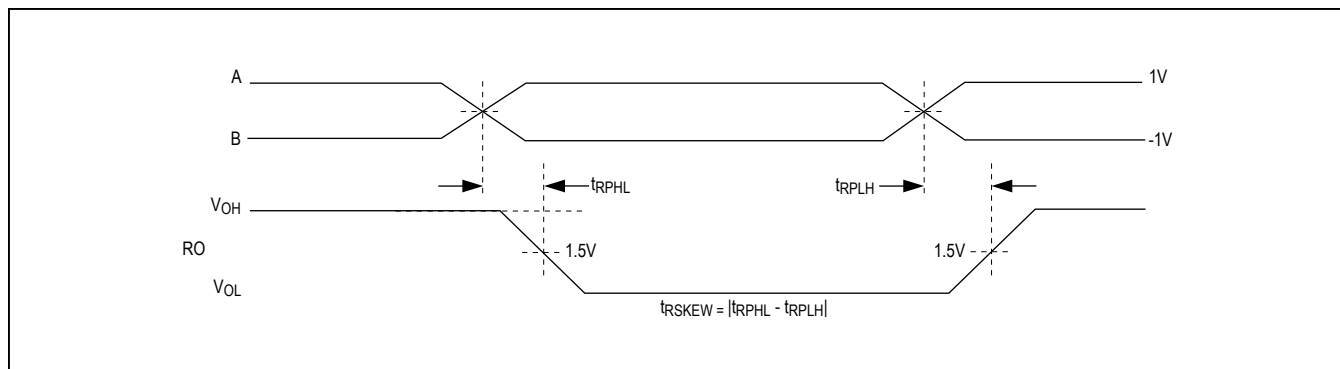 A
1V
B
-1V
tRPHL
tRPLH
VOH
RO
1.5V
1.5V
VOL
tRSKEW = |tRPHL - tRPLH|